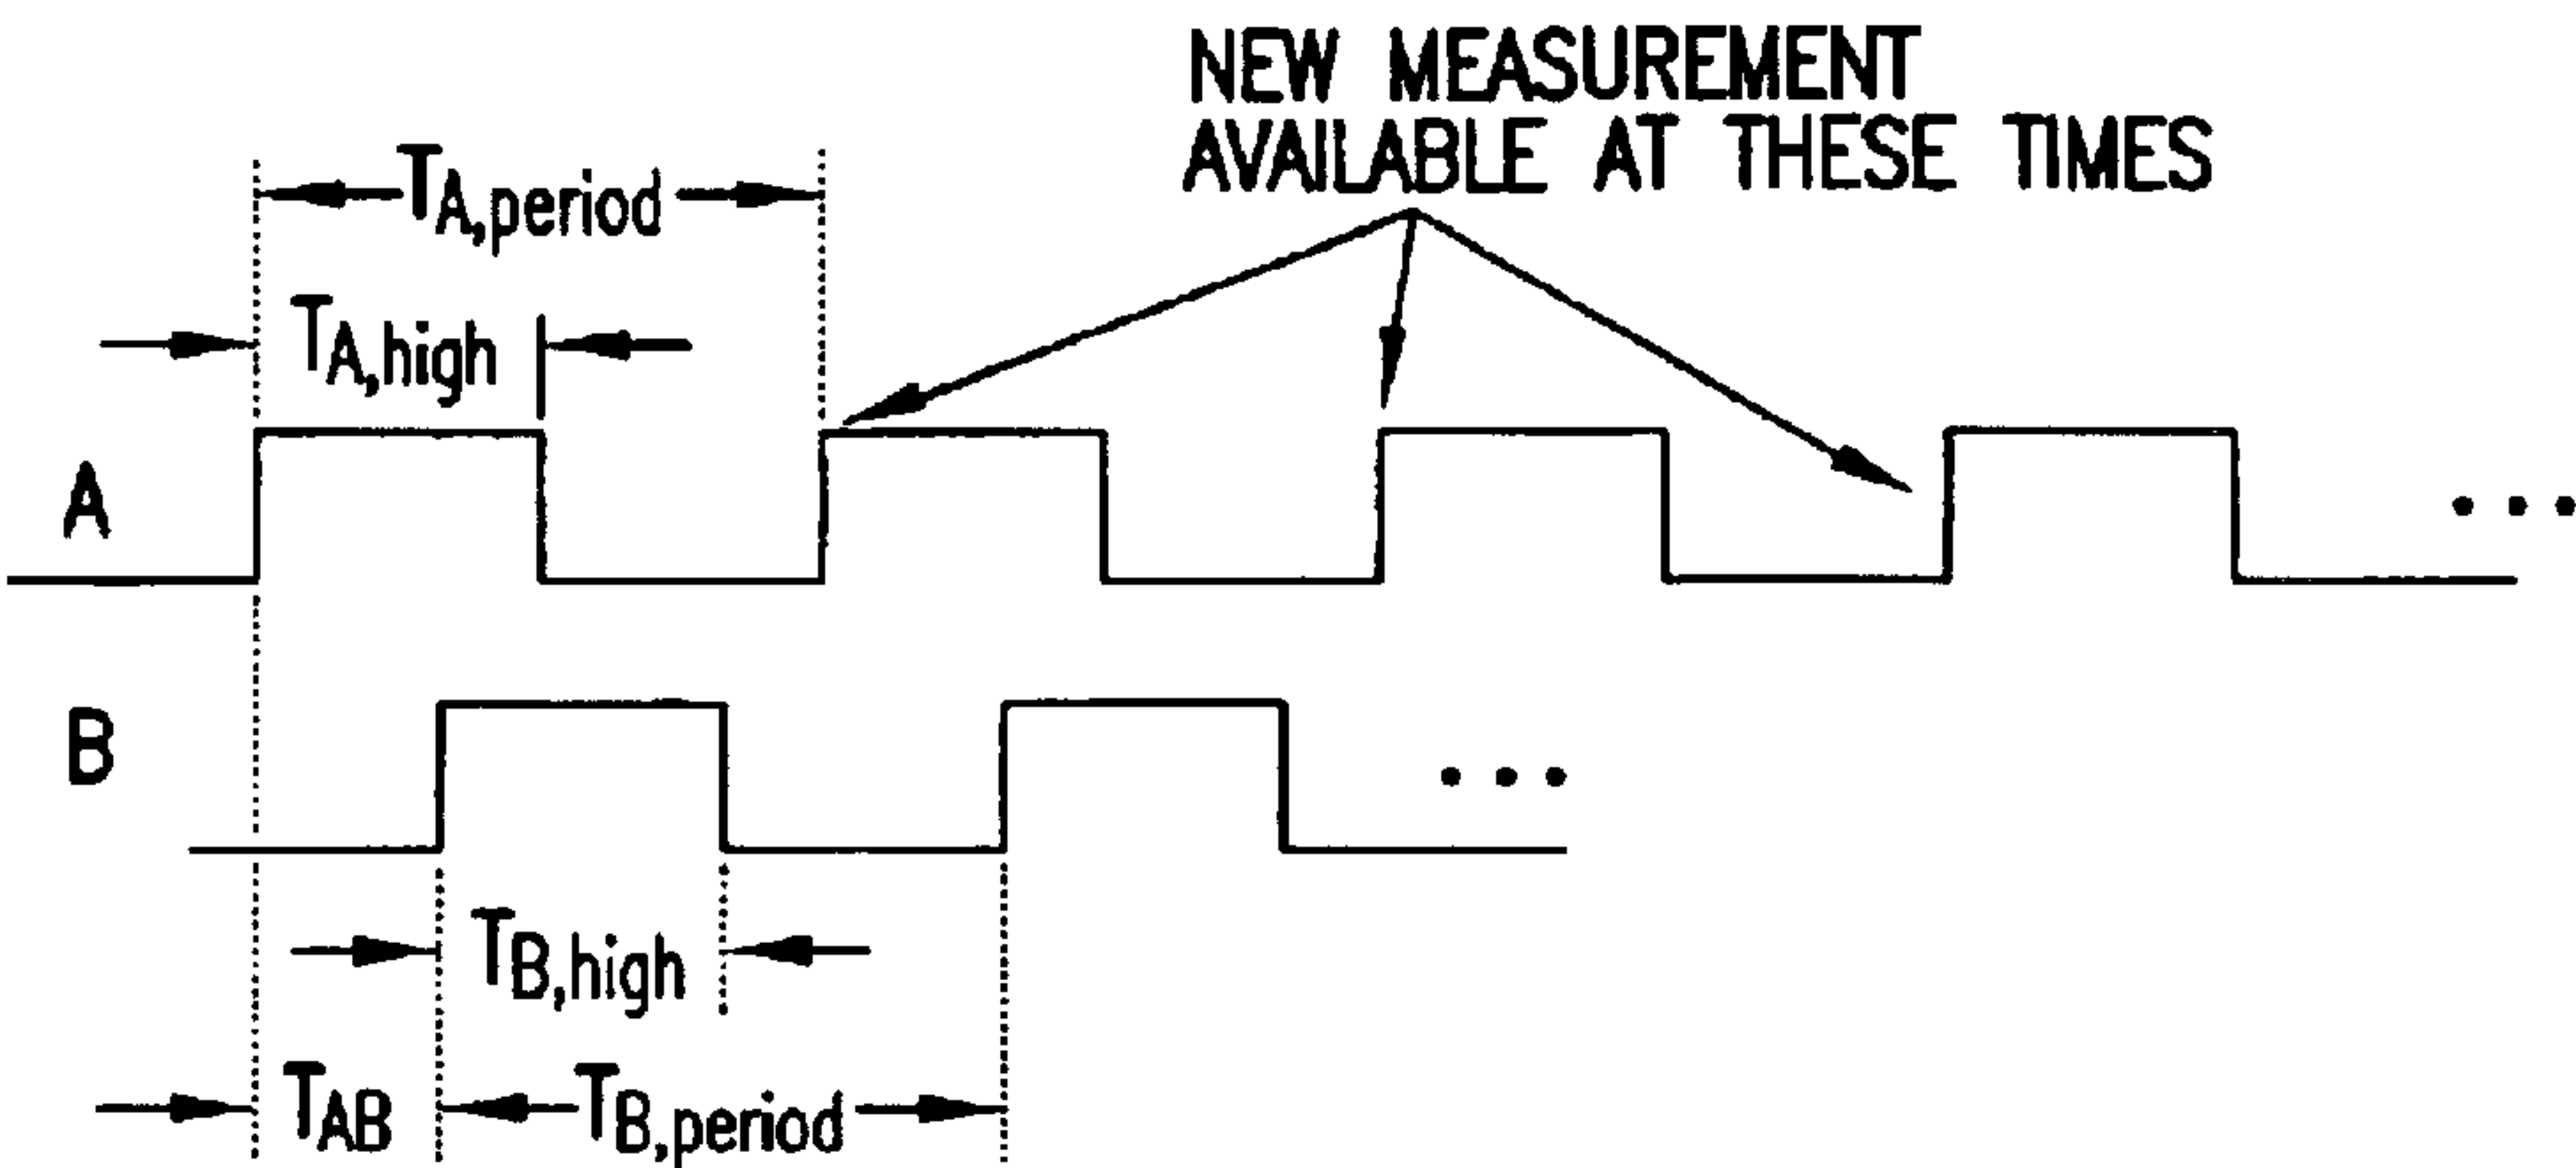 NEW MEASUREMENT
AVAILABLE AT THESE TIMES
TA,period
TA,high
A
• • •
B
• • •
TB,high
TAB
TB,period